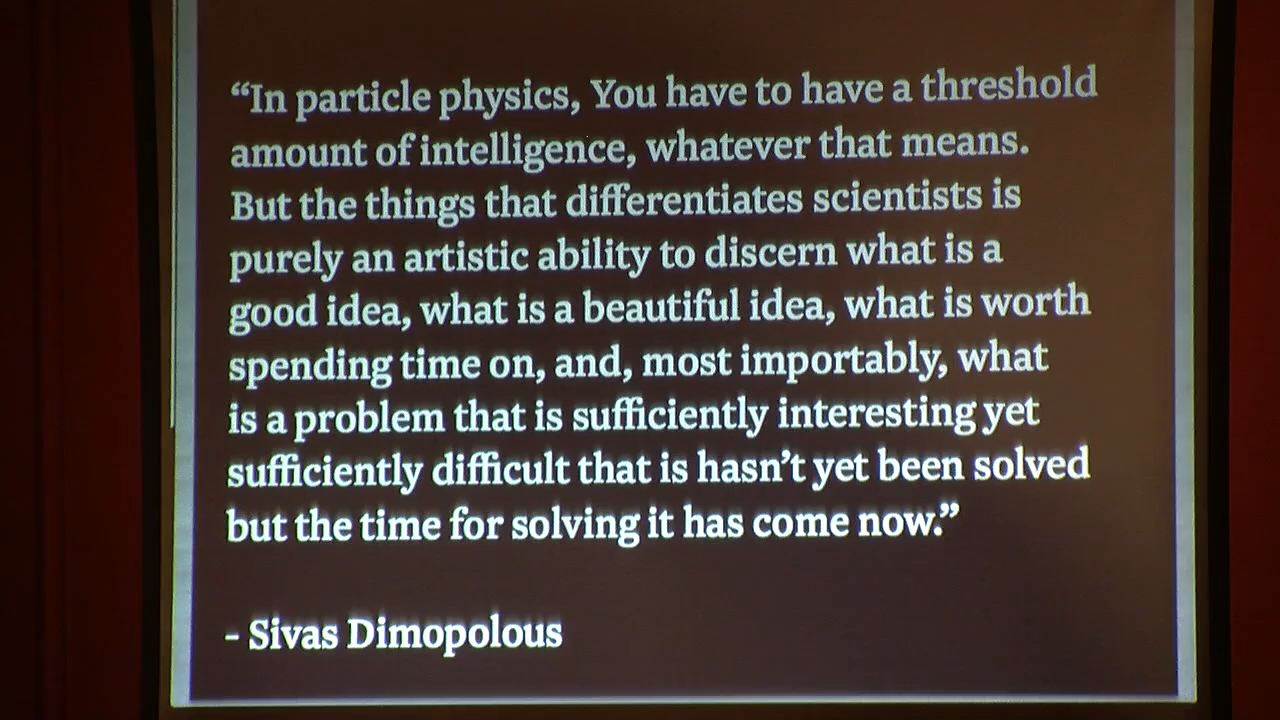 “In particle physics, You have to have a threshold
amount of intelligence, whatever that means.
But the things that differentiates scientists is
purely an artistic ability to discern what is a
good idea, what is a beautiful idea, what is worth
spending time on, and, most importably, what
is a problem that is sufficiently interesting yet
sufficiently difficult that is hasn’t yet been solved
but the time for solving it has come now.”
- Sivas Dimopolous